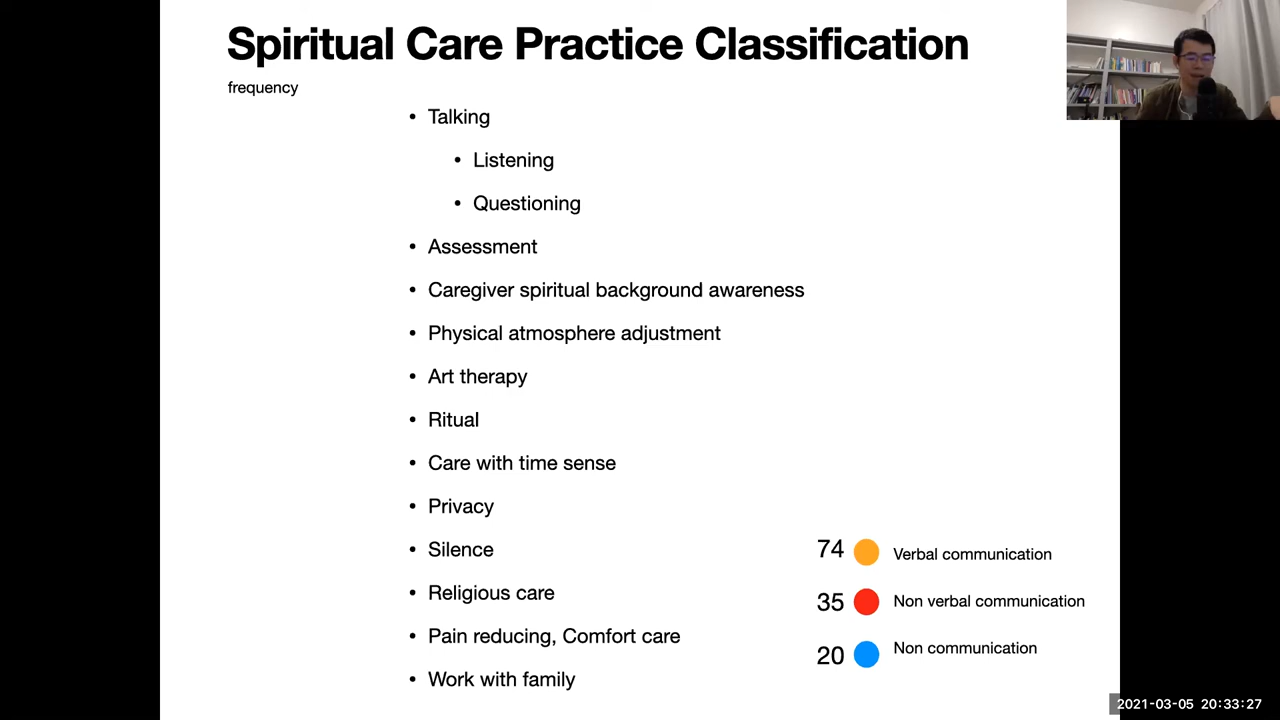 Spiritual Care Practice Classification
frequency
• Talking
• Listening
• Questioning
• Assessment
• Caregiver spiritual background awareness
• Physical atmosphere adjustment
• Art therapy
• Ritual
• Care with time sense
• Privacy
• Silence
• Religious care
• Pain reducing, Comfort care
• Work with family
74 Verbal communication
35 Non verbal communication
20 Non communication
2021-03-05 20:33:27